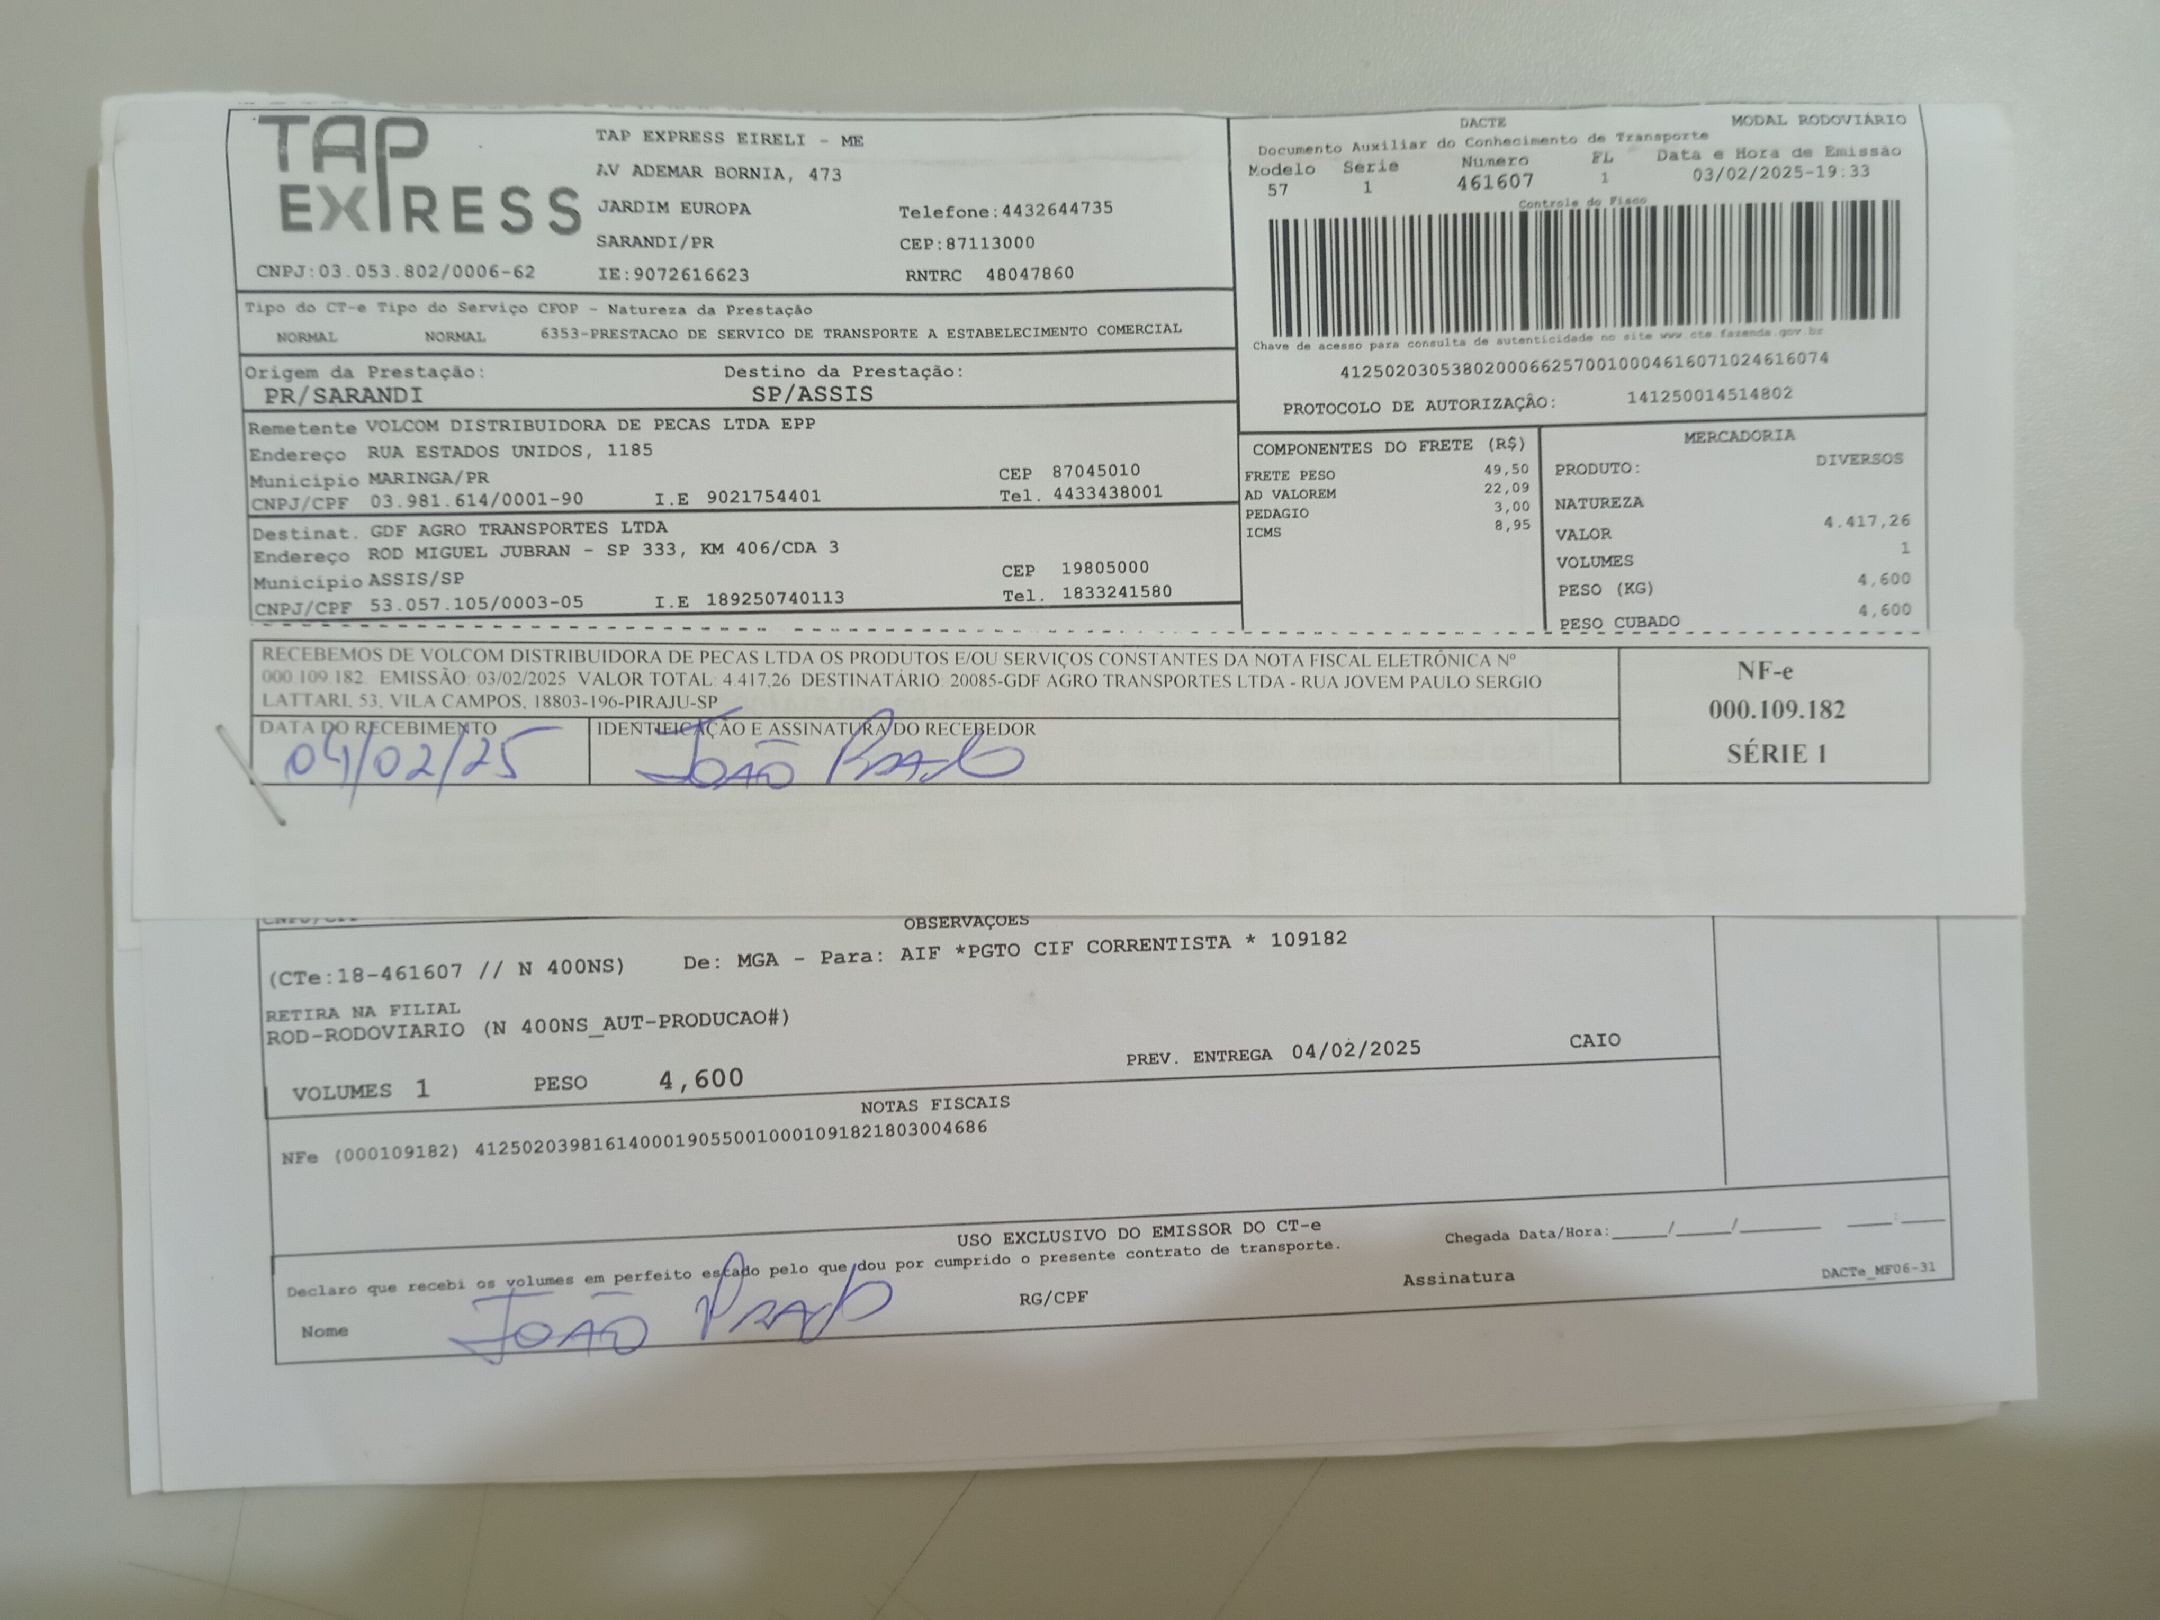 TAP EXPRESS
TAP EXPRESS EIRELI - ME
AV ADEMAR BORNIA, 473
JARDIM EUROPA Telefone:4432644735
SARANDI/PR CEP:87113000
CNPJ:03.053.802/0006-62 IE:9072616623 RNTRC 48047860
DACTE MODAL RODOVIÁRIO
Documento Auxiliar do Conhecimento de Transporte
Modelo Serie Numero FL Data e Hora de Emissão
57 1 461607 1 03/02/2025-19:33
Controle do Fisco
Chave de acesso para consulta de autenticidade no site www.cte.fazenda.gov.br
41250203053802000662570010004616071024616074
PROTOCOLO DE AUTORIZAÇÃO: 141250014514802
Tipo do CT-e Tipo do Serviço CFOP - Natureza da Prestação
NORMAL NORMAL 6353-PRESTACAO DE SERVICO DE TRANSPORTE A ESTABELECIMENTO COMERCIAL
Origem da Prestação: Destino da Prestação:
PR/SARANDI SP/ASSIS
Remetente VOLCOM DISTRIBUIDORA DE PECAS LTDA EPP
Endereço RUA ESTADOS UNIDOS, 1185
Municipio MARINGA/PR CEP 87045010
CNPJ/CPF 03.981.614/0001-90 I.E 9021754401 Tel. 4433438001
Destinat. GDF AGRO TRANSPORTES LTDA
Endereço ROD MIGUEL JUBRAN - SP 333, KM 406/CDA 3
Municipio ASSIS/SP CEP 19805000
CNPJ/CPF 53.057.105/0003-05 I.E 189250740113 Tel. 1833241580
COMPONENTES DO FRETE (R$)
FRETE PESO 49,50
AD VALOREM 22,09
PEDAGIO 3,00
ICMS 8,95
MERCADORIA
PRODUTO: DIVERSOS
NATUREZA
VALOR 4.417,26
VOLUMES 1
PESO (KG) 4,600
PESO CUBADO 4,600
RECEBEMOS DE VOLCOM DISTRIBUIDORA DE PECAS LTDA OS PRODUTOS E/OU SERVIÇOS CONSTANTES DA NOTA FISCAL ELETRÔNICA Nº
000.109.182. EMISSÃO: 03/02/2025 VALOR TOTAL: 4.417,26 DESTINATÁRIO: 20085-GDF AGRO TRANSPORTES LTDA - RUA JOVEM PAULO SERGIO
LATTARI, 53, VILA CAMPOS, 18803-196-PIRAJU-SP
DATA DO RECEBIMENTO IDENTIFICAÇÃO E ASSINATURA DO RECEBEDOR
04/02/25 JOÃO PRADO
NF-e
000.109.182
SÉRIE 1
CNPJ/CPF
OBSERVAÇOES
(CTe:18-461607 // N 400NS) De: MGA - Para: AIF *PGTO CIF CORRENTISTA * 109182
RETIRA NA FILIAL
ROD-RODOVIARIO (N 400NS_AUT-PRODUCAO#)
VOLUMES 1 PESO 4,600 PREV. ENTREGA 04/02/2025 CAIO
NOTAS FISCAIS
NFe (000109182) 41250203981614000190550010001091821803004686
USO EXCLUSIVO DO EMISSOR DO CT-e
Declaro que recebi os volumes em perfeito estado pelo que dou por cumprido o presente contrato de transporte.
Chegada Data/Hora:_____/_____/_______ ____:____
Nome JOÃO PRADO RG/CPF Assinatura
DACTe_MF06-31